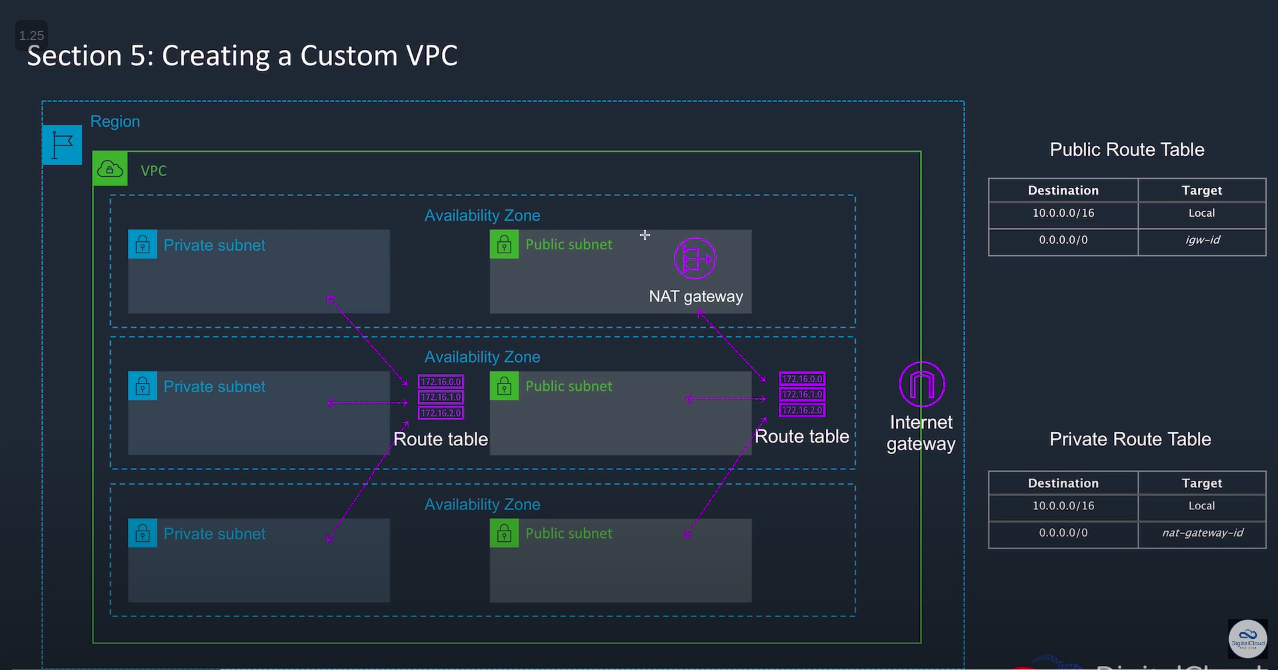 1.25
Section 5: Creating a Custom VPC
Region
VPC
Availability Zone
Private subnet
Public subnet
NAT gateway
Availability Zone
Private subnet
172.16.0.0
172.16.1.0
172.16.2.0
Route table
Public subnet
172.16.0.0
172.16.1.0
172.16.2.0
Route table
Internet
gateway
Availability Zone
Private subnet
Public subnet
Public Route Table
Destination Target
10.0.0.0/16 Local
0.0.0.0/0 igw-id
Private Route Table
Destination Target
10.0.0.0/16 Local
0.0.0.0/0 nat-gateway-id
DigitalCloud